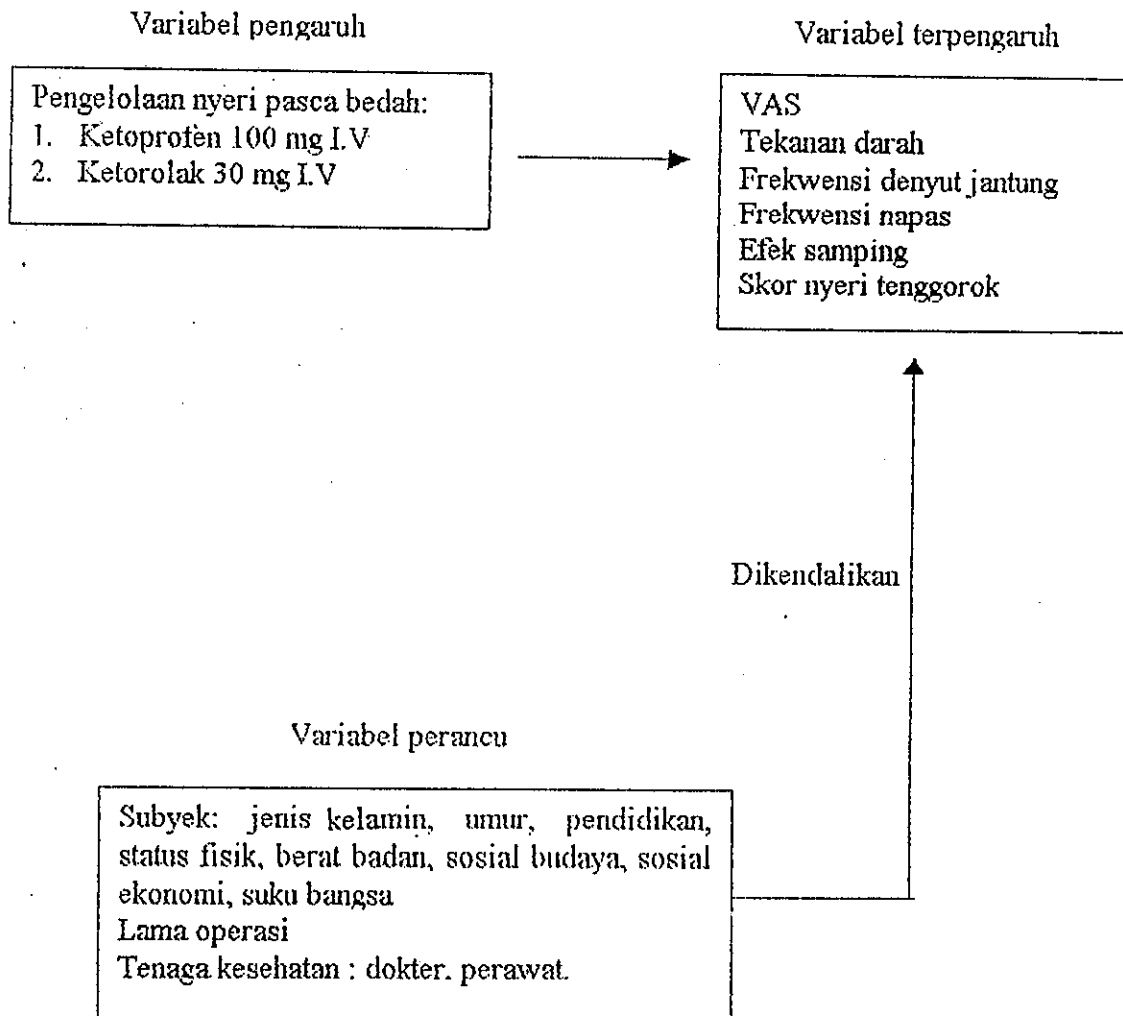 Variabel pengaruh
Pengelolaan nyeri pasca bedah:
1. Ketoprofen 100 mg I.V
2. Ketorolak 30 mg I.V
Variabel terpengaruh
VAS
Tekanan darah
Frekwensi denyut jantung
Frekwensi napas
Efek samping
Skor nyeri tenggorok
Dikendalikan
Variabel perancu
Subyek: jenis kelamin, umur, pendidikan,
status fisik, berat badan, sosial budaya, sosial
ekonomi, suku bangsa
Lama operasi
Tenaga kesehatan : dokter. perawat.